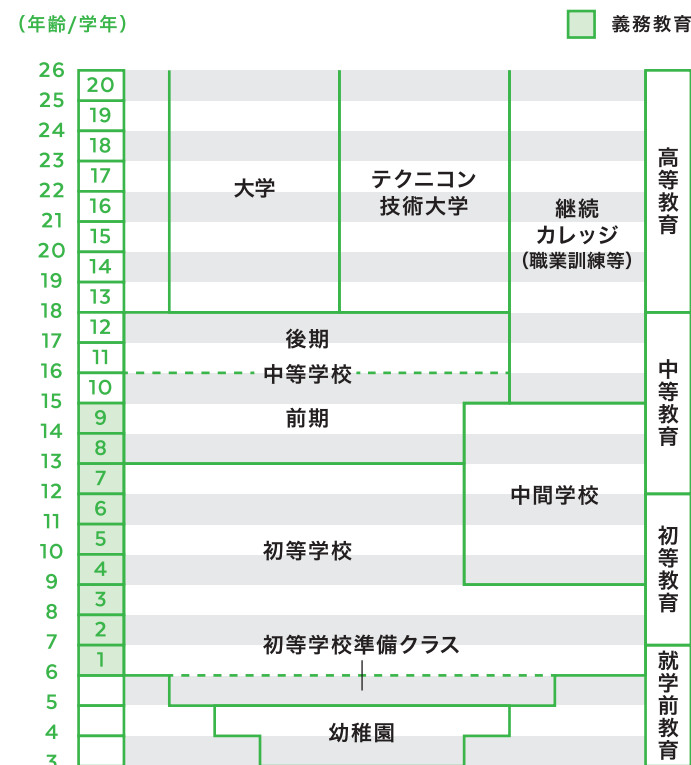 （年齢/学年）
義務教育
26
20
25
19
24
18
23
17
22
16
21
15
20
14
19
13
18
12
17
11
16
10
15
9
14
8
13
7
12
6
11
5
10
4
9
3
8
2
7
1
6
5
4
3
大学
テクニコン
技術大学
継続
カレッジ
（職業訓練等）
後期
中等学校
前期
中間学校
初等学校
初等学校準備クラス
幼稚園
高等教育
中等教育
初等教育
就学前教育